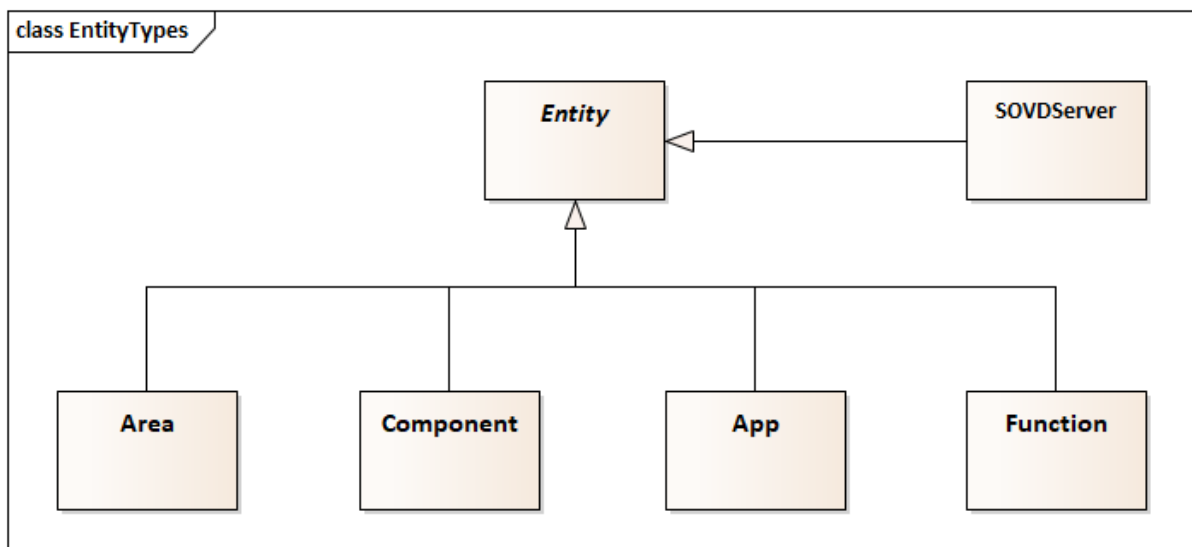 class EntityTypes
Entity
SOVDServer
Area
Component
App
Function